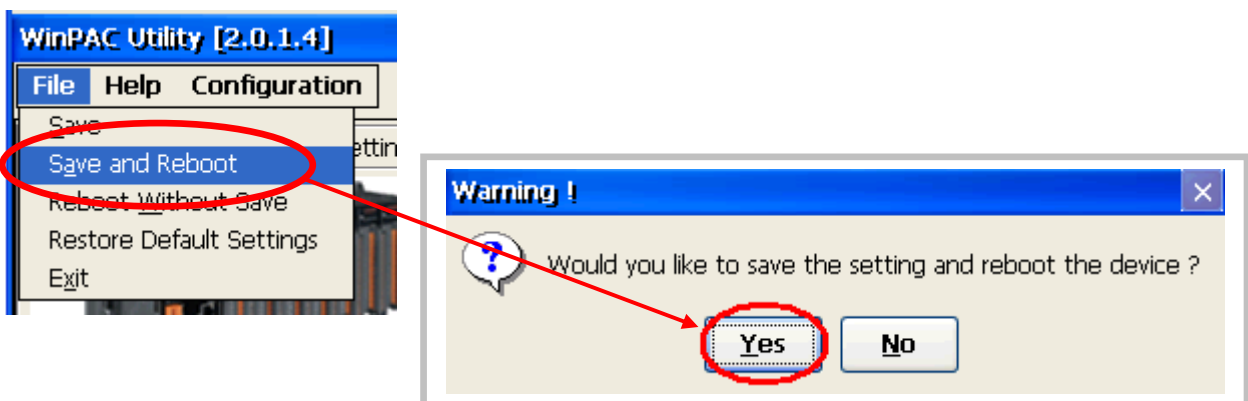 WinPAC Utility [2.0.1.4]
File Help Configuration
Save
ettin
Save and Reboot
Reboot Without Save
Restore Default Settings
Exit
Warning !
Would you like to save the setting and reboot the device ?
Yes No